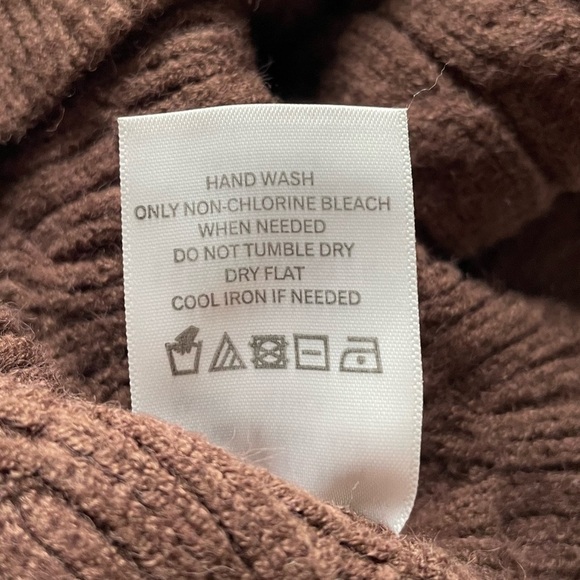 HAND WASH
ONLY NON-CHLORINE BLEACH
WHEN NEEDED
DO NOT TUMBLE DRY
DRY FLAT
COOL IRON IF NEEDED